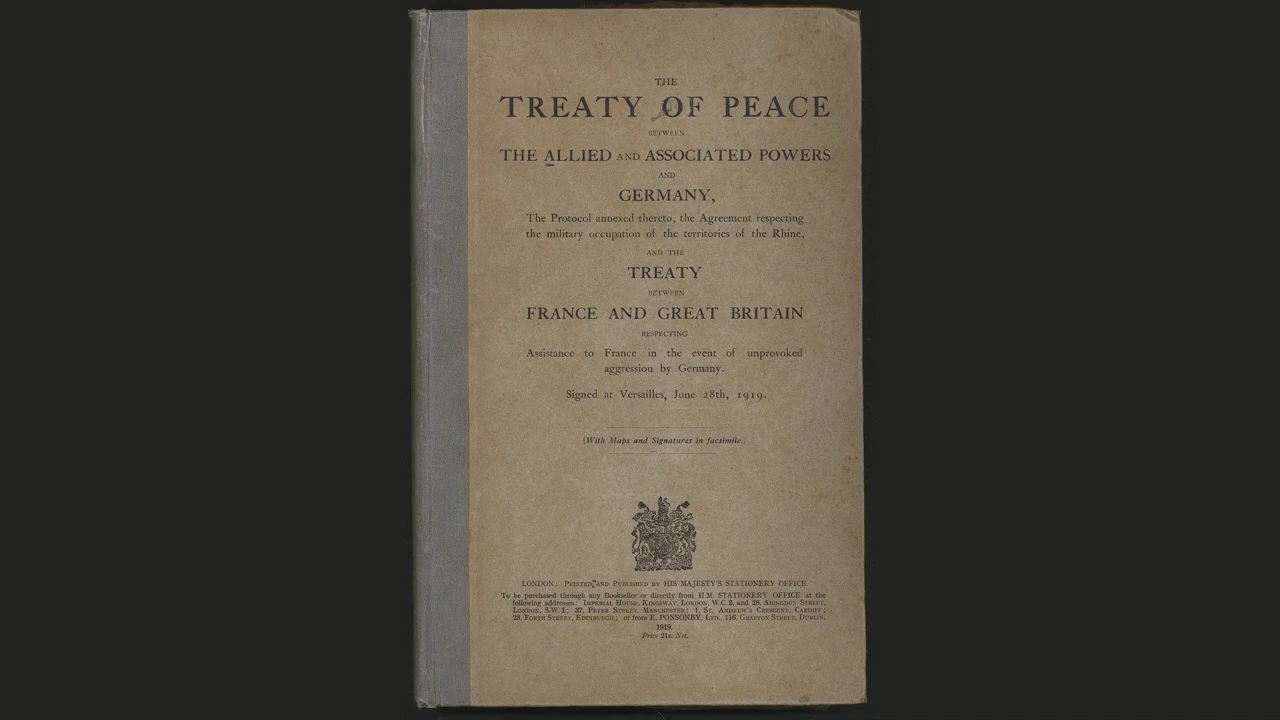 THE
TREATY OF PEACE
BETWEEN
THE ALLIED AND ASSOCIATED POWERS
AND
GERMANY,
The Protocol annexed thereto, the Agreement respecting
the military occupation of the territories of the Rhine,
AND THE
TREATY
BETWEEN
FRANCE AND GREAT BRITAIN
RESPECTING
Assistance to France in the event of unprovoked
aggression by Germany.
Signed at Versailles, June 28th, 1919.
(With Maps and Signatures in facsimile.)
LONDON: PRINTED AND PUBLISHED BY HIS MAJESTY'S STATIONERY OFFICE.
To be purchased through any Bookseller or directly from H.M. STATIONERY OFFICE at the
following addresses: IMPERIAL HOUSE, KINGSWAY, LONDON, W.C. 2, and 28, ABINGDON STREET,
LONDON, S.W. 1; 37, PETER STREET, MANCHESTER; 1, ST. ANDREW'S CRESCENT, CARDIFF;
23, FORTH STREET, EDINBURGH; or from E. PONSONBY, LTD., 116, GRAFTON STREET, DUBLIN.
1919.
Price 21s. Net.